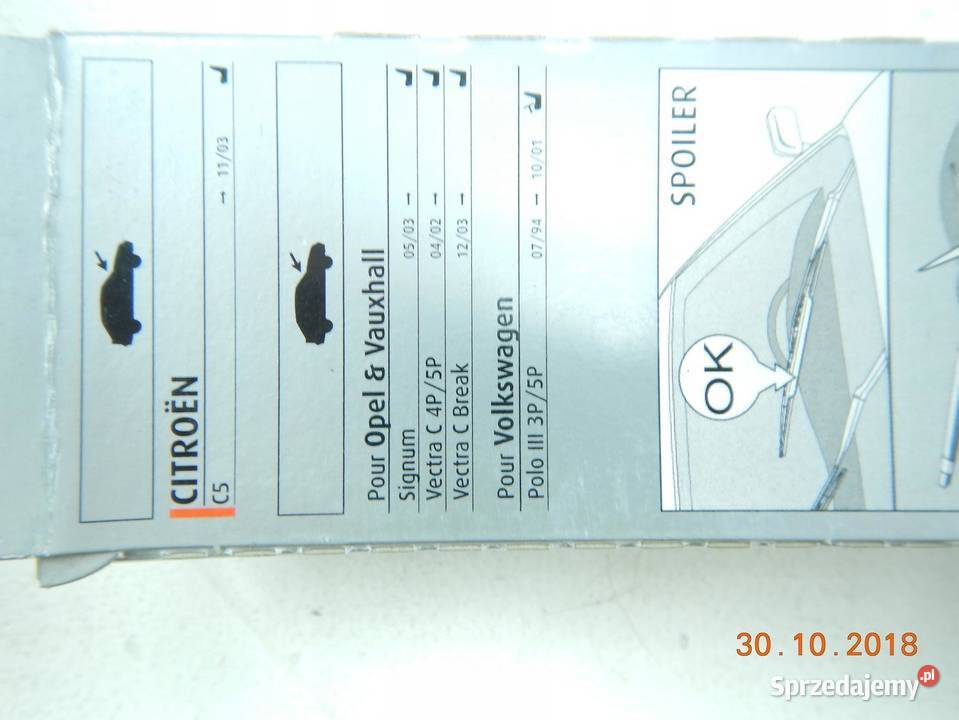 CITROËN
C5 → 11/03
Pour Opel & Vauxhall
Signum 05/03 →
Vectra C 4P/5P 04/02 →
Vectra C Break 12/03 →
Pour Volkswagen
Polo III 3P/5P 07/94 → 10/01
SPOILER
OK
30.10.2018
Sprzedajemy.pl